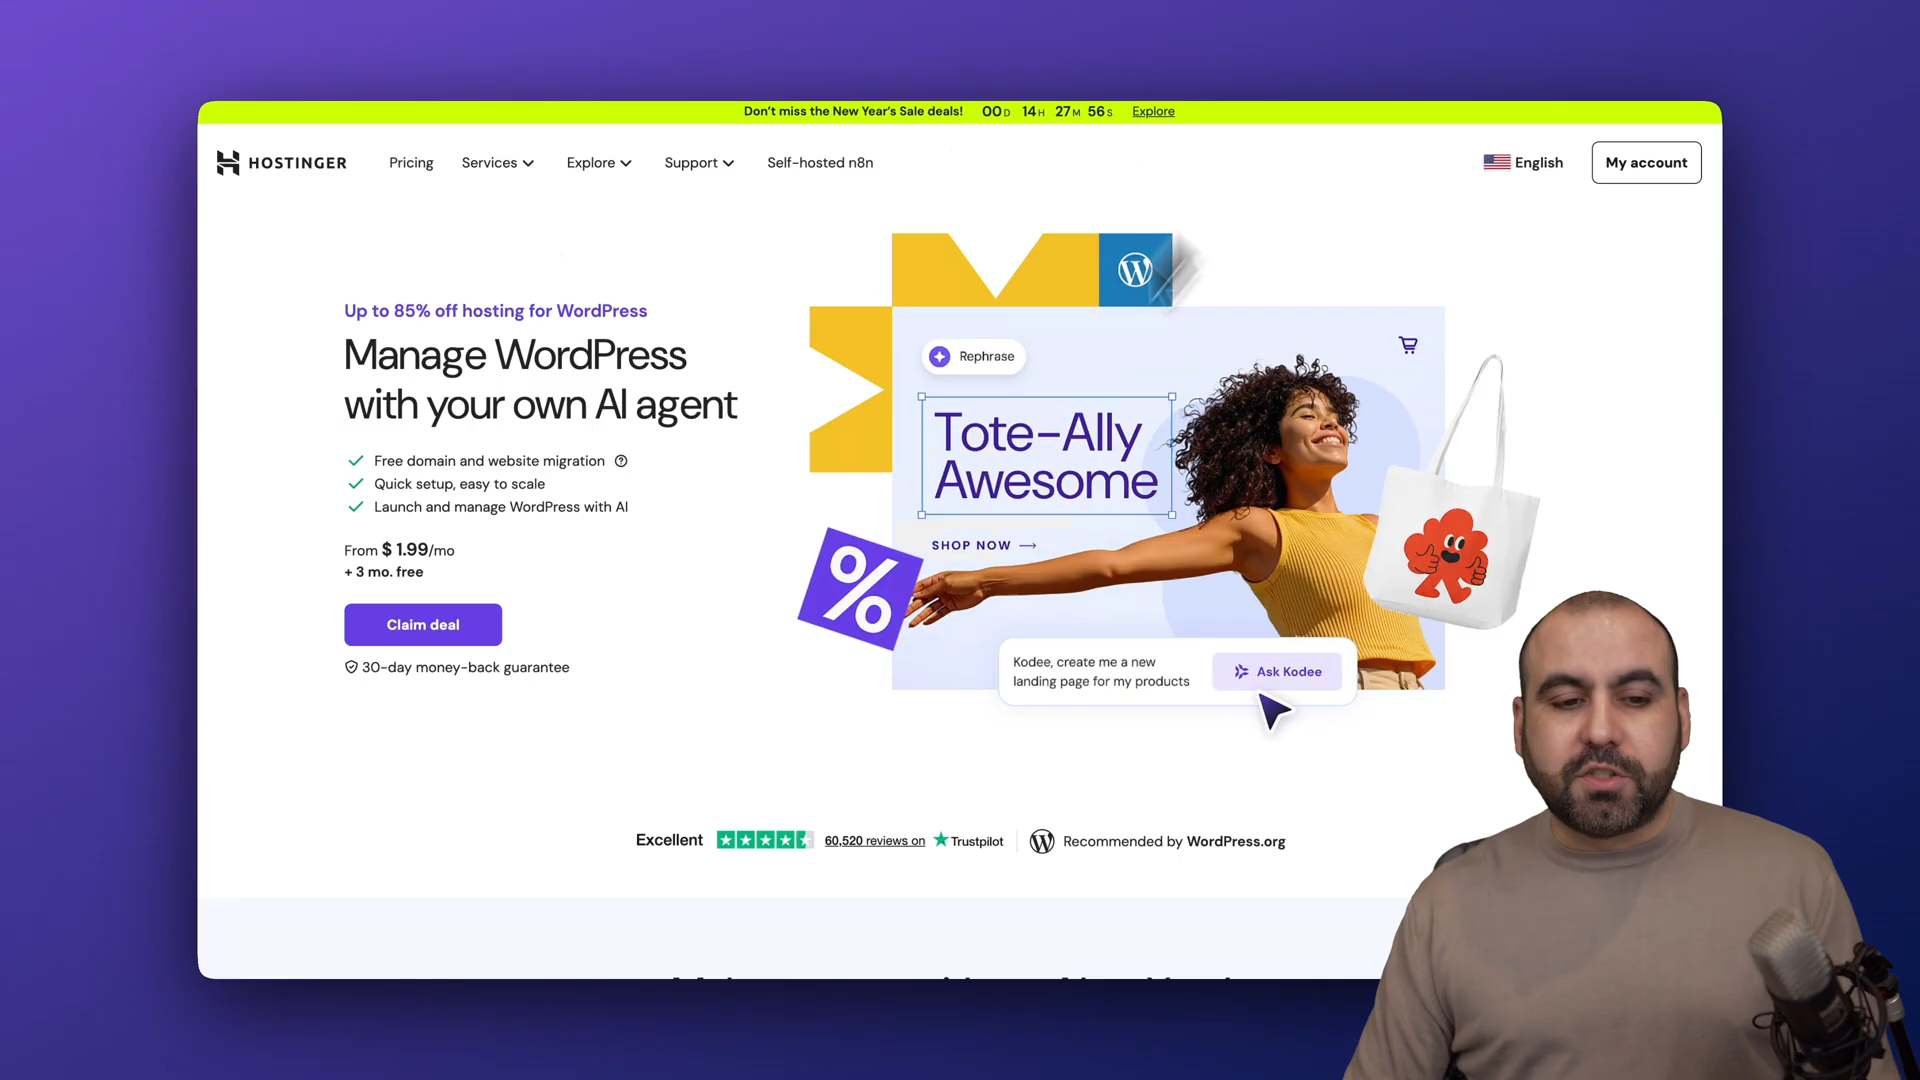 Don't miss the New Year's Sale deals! 00 D 14 H 27 M 56 S Explore
HOSTINGER Pricing Services Explore Support Self-hosted n8n English My account
Up to 85% off hosting for WordPress
Manage WordPress
with your own AI agent
Free domain and website migration
Quick setup, easy to scale
Launch and manage WordPress with AI
From $ 1.99/mo
+ 3 mo. free
Claim deal
30-day money-back guarantee
Rephrase
Tote-Ally
Awesome
SHOP NOW
%
Kodee, create me a new
landing page for my products
Ask Kodee
Excellent 60,520 reviews on Trustpilot Recommended by WordPress.org